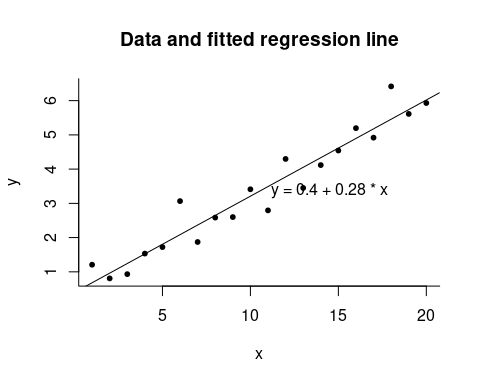 Data and fitted regression line
6
5
4
3
2
1
y
y = 0.4 + 0.28 * x
5 10 15 20
x